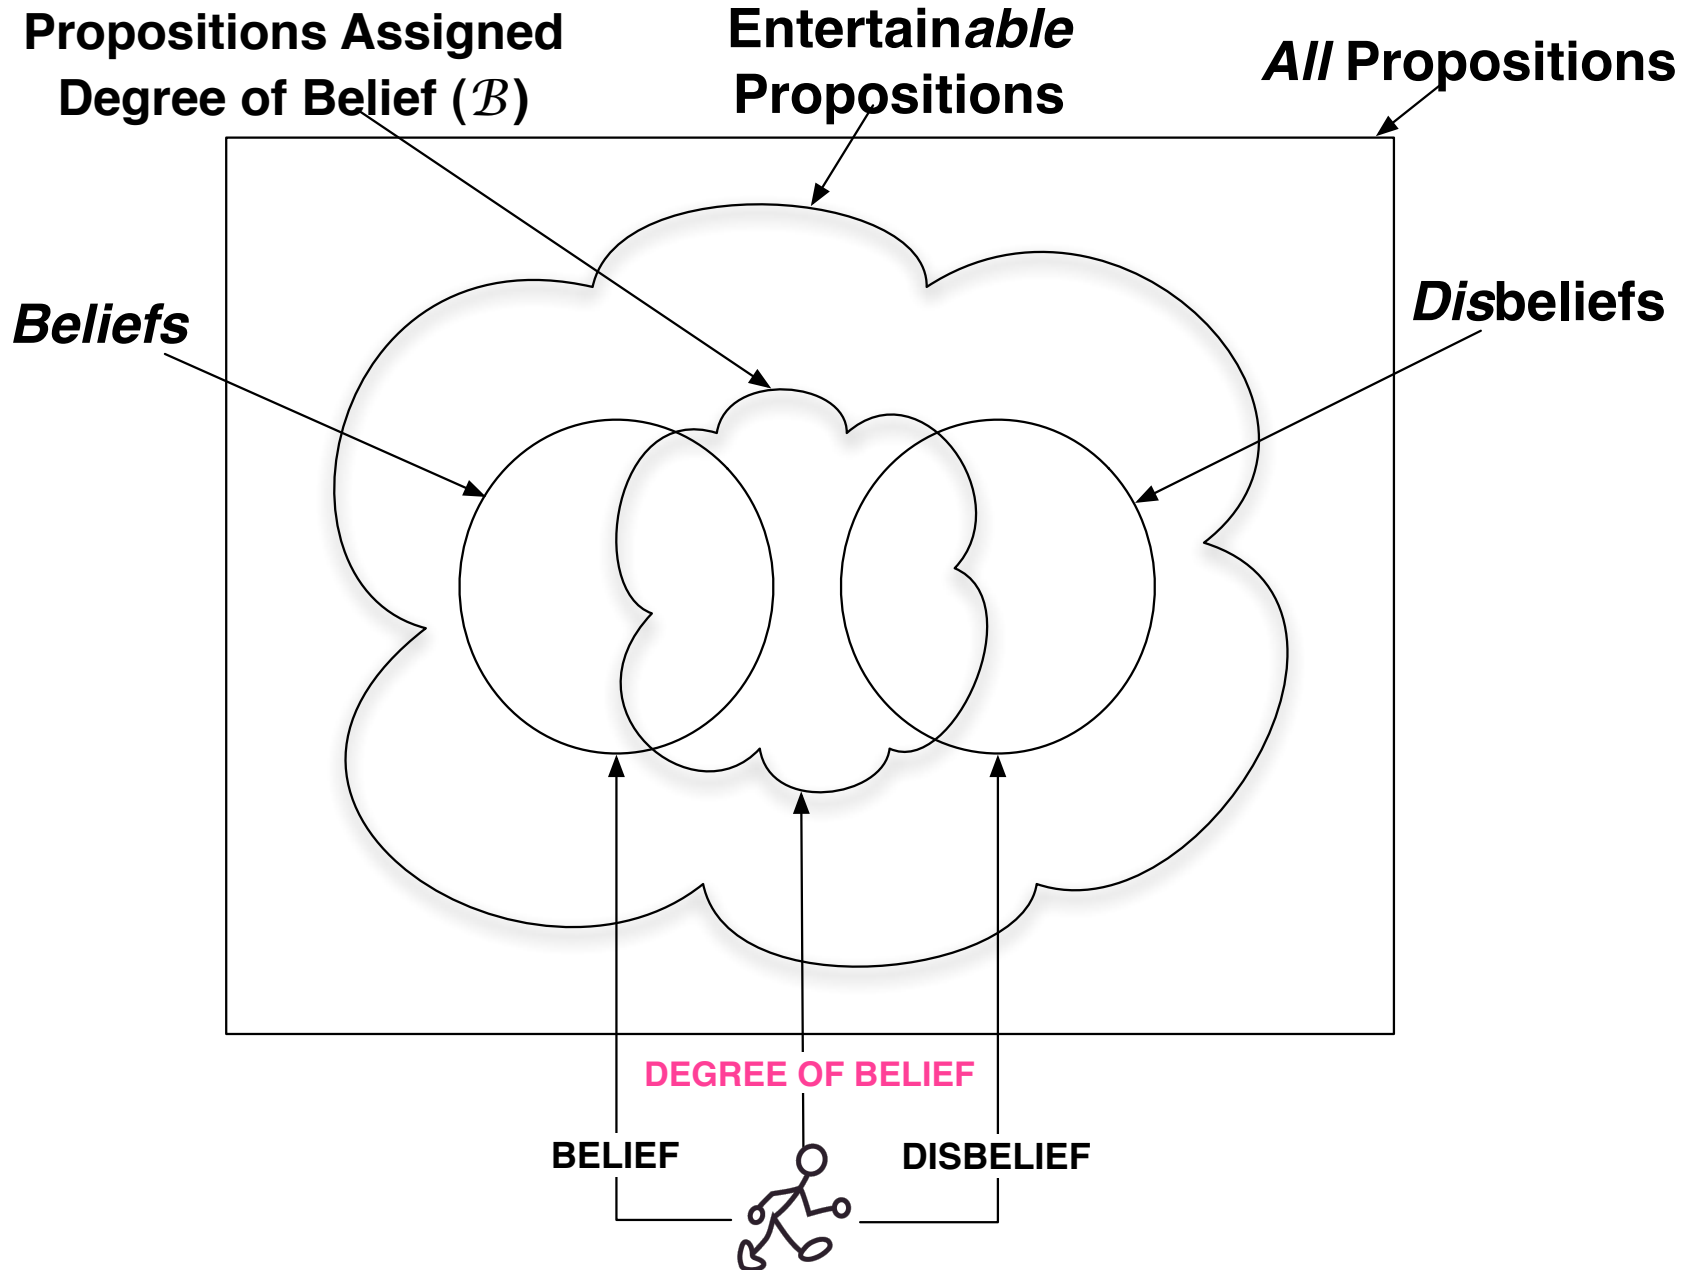 Propositions Assigned
Degree of Belief (ℬ)
Entertainable
Propositions
All Propositions
Beliefs
Disbeliefs
DEGREE OF BELIEF
BELIEF
DISBELIEF